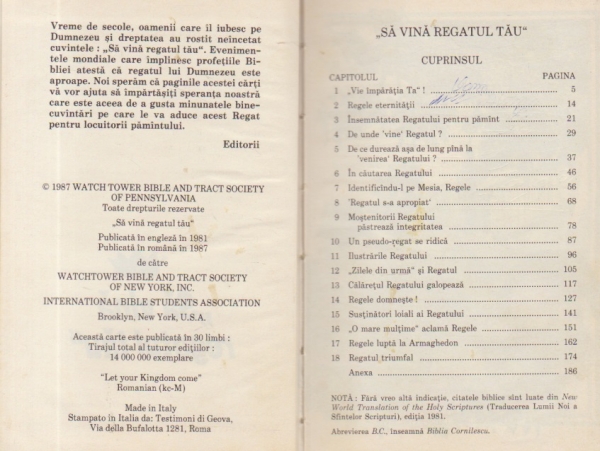 Vreme de secole, oamenii care îl iubesc pe
Dumnezeu și dreptatea au rostit neîncetat
cuvintele : „Să vină regatul tău“. Evenimen-
tele mondiale care împlinesc profețiile Bi-
bliei atestă că regatul lui Dumnezeu este
aproape. Noi sperăm că paginile acestei cărți
vă vor ajuta să împărtășiți speranța noastră
care este aceea de a gusta minunatele bine-
cuvîntări pe care le va aduce acest Regat
pentru locuitorii pămîntului.
Editorii
© 1987 WATCH TOWER BIBLE AND TRACT SOCIETY
OF PENNSYLVANIA
Toate drepturile rezervate
„Să vină regatul tău“
Publicată în engleză în 1981
Publicată în română în 1987
de către
WATCHTOWER BIBLE AND TRACT SOCIETY
OF NEW YORK, INC.
INTERNATIONAL BIBLE STUDENTS ASSOCIATION
Brooklyn, New York, U.S.A.
Această carte este publicată în 30 limbi :
Tirajul total al tuturor edițiilor :
14 000 000 exemplare
"Let your Kingdom come"
Romanian (kc-M)
Made in Italy
Stampato in Italia da: Testimoni di Geova,
Via della Bufalotta 1281, Roma
„SĂ VINĂ REGATUL TĂU“
CUPRINSUL
CAPITOLUL PAGINA
1 „Vie împărăția Ta“ ! 5
2 Regele eternității 14
3 Însemnătatea Regatului pentru pămînt 21
4 De unde 'vine' Regatul ? 29
5 De ce durează așa de lung pînă la
'venirea' Regatului ? 37
6 În căutarea Regatului 46
7 Identificîndu-l pe Mesia, Regele 56
8 'Regatul s-a apropiat' 68
9 Moștenitorii Regatului
păstrează integritatea 78
10 Un pseudo-regat se ridică 87
11 Ilustrările Regatului 96
12 „Zilele din urmă“ și Regatul 105
13 Călărețul Regatului galopează 117
14 Regele domnește ! 127
15 Susținători loiali ai Regatului 141
16 „O mare mulțime“ aclamă Regele 151
17 Regele luptă la Armaghedon 162
18 Regatul triumfal 174
Anexa 186
NOTĂ : Fără vreo altă indicație, citatele biblice sînt luate din New
World Translation of the Holy Scriptures (Traducerea Lumii Noi a
Sfintelor Scripturi), ediția 1981.
Abrevierea B.C., înseamnă Biblia Cornilescu.